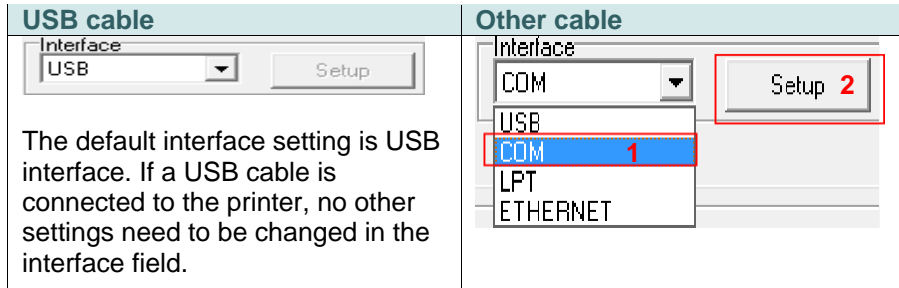 USB cable
Interface
USB
Setup
The default interface setting is USB
interface. If a USB cable is
connected to the printer, no other
settings need to be changed in the
interface field.
Other cable
Interface
COM
Setup 2
USB
COM 1
LPT
ETHERNET